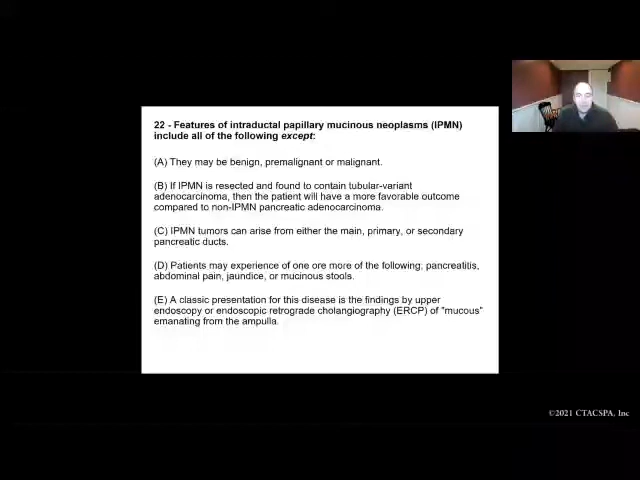 22 - Features of intraductal papillary mucinous neoplasms (IPMN)
include all of the following except:
(A) They may be benign, premalignant or malignant.
(B) If IPMN is resected and found to contain tubular-variant
adenocarcinoma, then the patient will have a more favorable outcome
compared to non-IPMN pancreatic adenocarcinoma.
(C) IPMN tumors can arise from either the main, primary, or secondary
pancreatic ducts.
(D) Patients may experience of one ore more of the following; pancreatitis,
abdominal pain, jaundice, or mucinous stools.
(E) A classic presentation for this disease is the findings by upper
endoscopy or endoscopic retrograde cholangiography (ERCP) of "mucous"
emanating from the ampulla.
©2021 CTACSPA, Inc